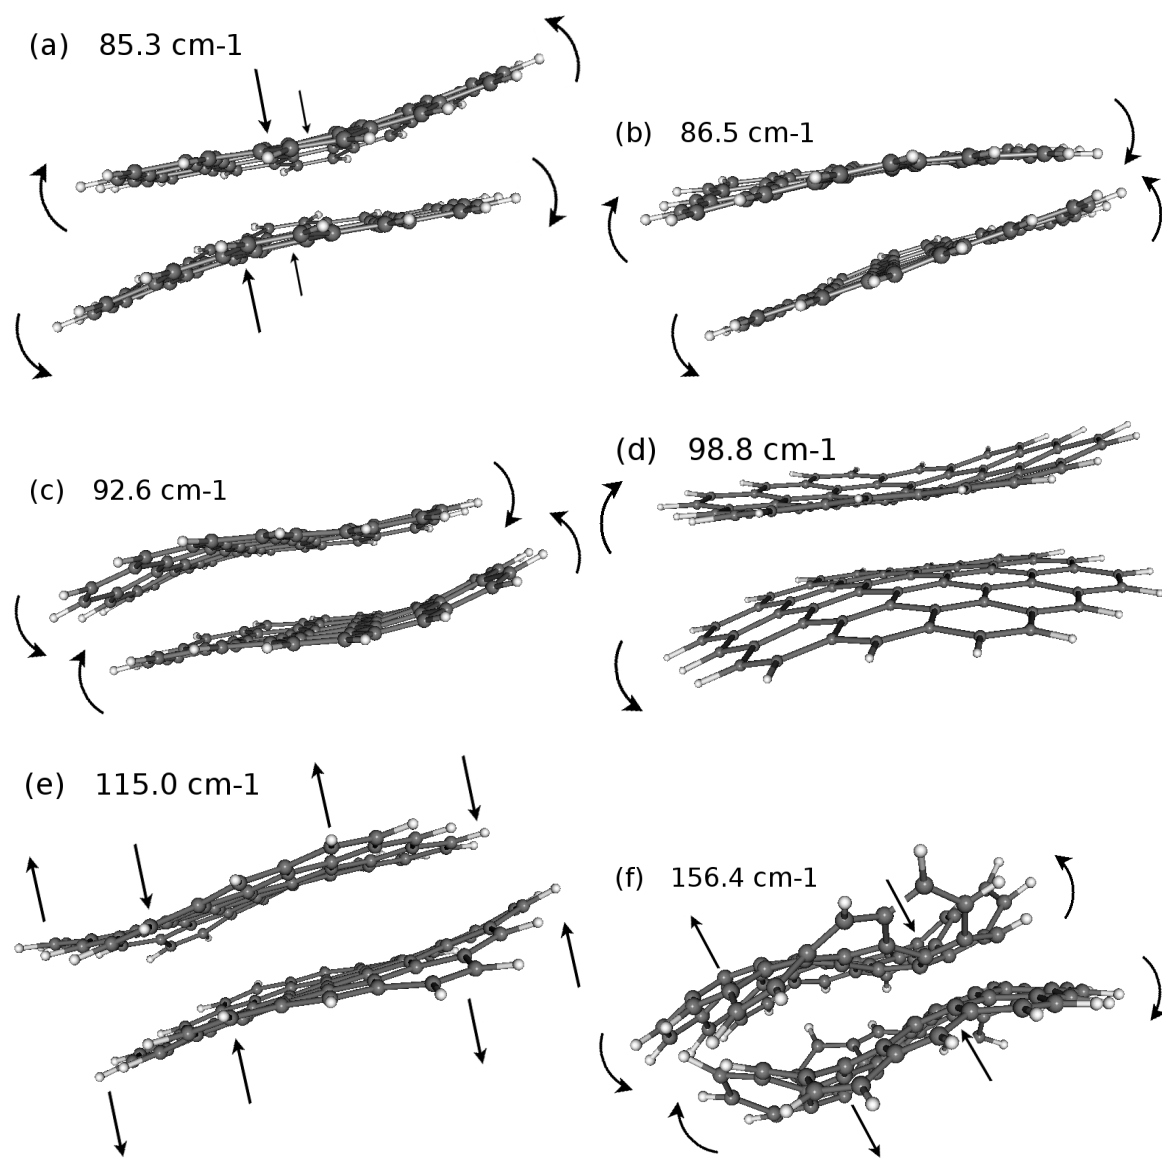 (a) 85.3 cm-1
(b) 86.5 cm-1
(c) 92.6 cm-1
(d) 98.8 cm-1
(e) 115.0 cm-1
(f) 156.4 cm-1